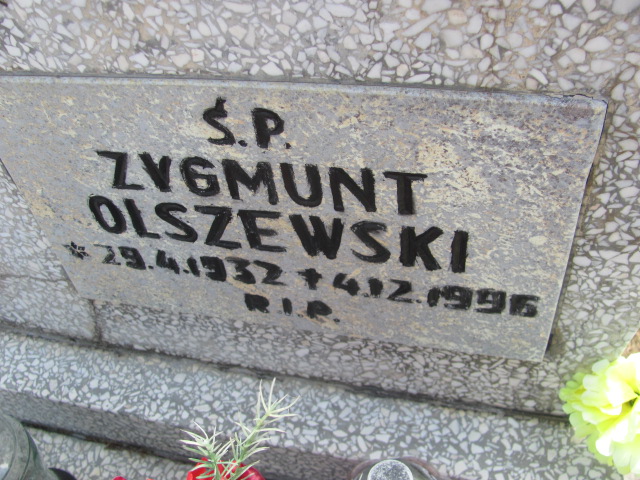 Ś.P.
ZYGMUNT
OLSZEWSKI
* 29.4.1932 + 4.12.1996
R.I.P.